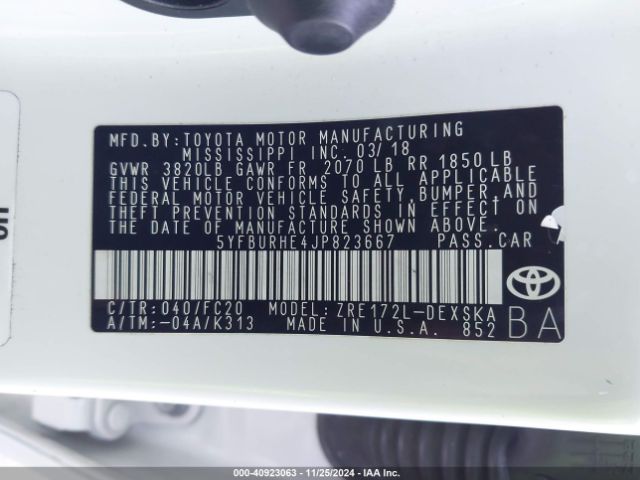 MFD. BY: TOYOTA MOTOR MANUFACTURING
MISSISSIPPI INC. 03/18
GVWR 3820LB GAWR FR 2070 LB RR 1850 LB
THIS VEHICLE CONFORMS TO ALL APPLICABLE
FEDERAL MOTOR VEHICLE SAFETY, BUMPER, AND
THEFT PREVENTION STANDARDS IN EFFECT ON
THE DATE OF MANUFACTURE SHOWN ABOVE.
5YFBURHE4JP823667 PASS. CAR
C/TR: 040/FC20 MODEL: ZRE172L-DEXSKA
A/TM: -04A/K313 MADE IN U.S.A. 852
BA
000-40923063 - 11/25/2024 - IAA Inc.